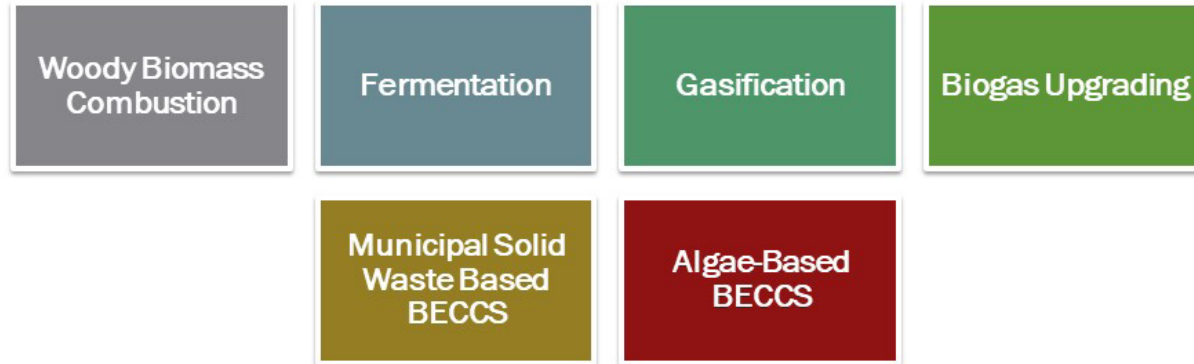 Woody Biomass
Combustion
Fermentation
Gasification
Biogas Upgrading
Municipal Solid
Waste Based
BECCS
Algae-Based
BECCS